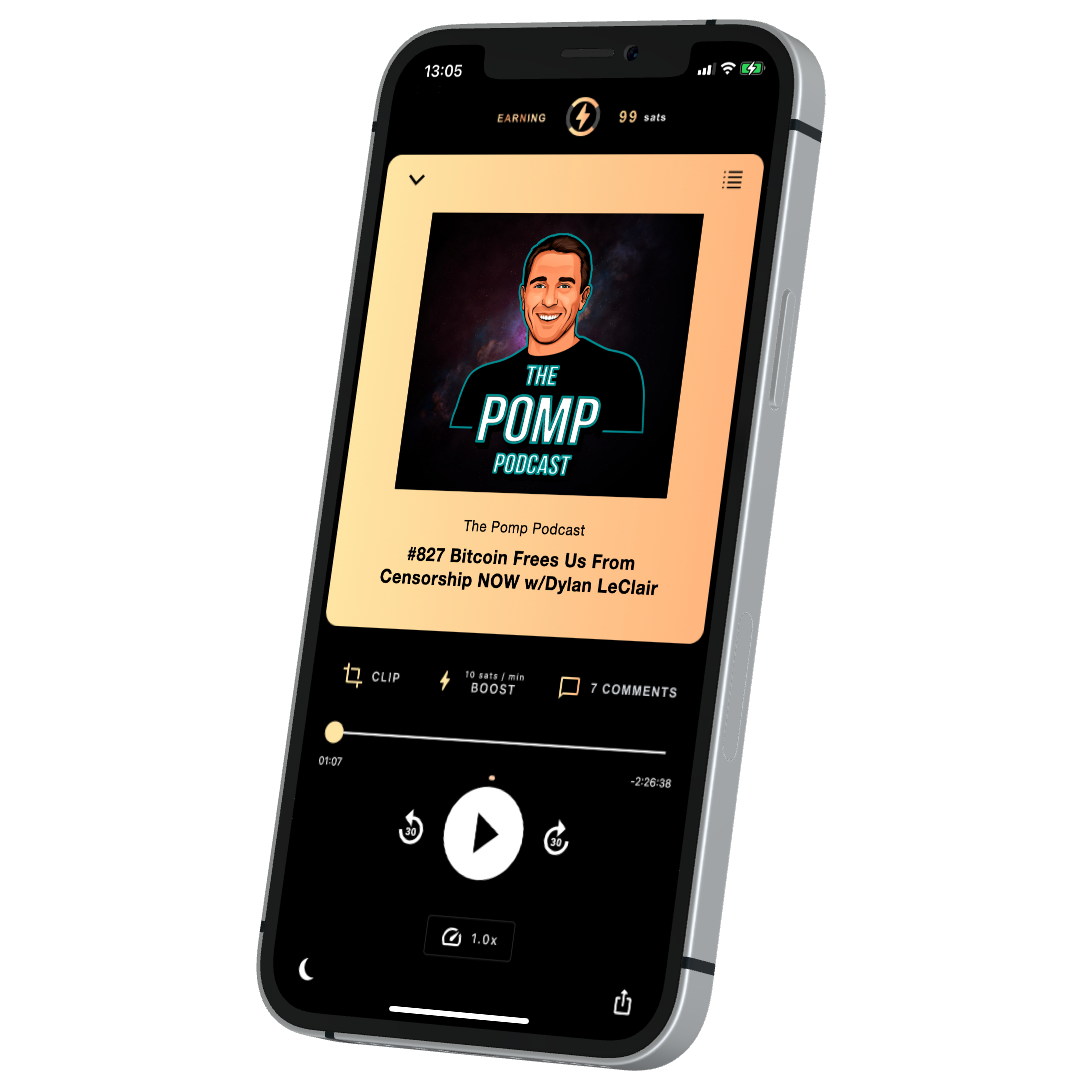 13:05
EARNING 99 sats
THE
POMP
PODCAST
The Pomp Podcast
#827 Bitcoin Frees Us From
Censorship NOW w/Dylan LeClair
CLIP
10 sats / min
BOOST
7 COMMENTS
01:07
-2:26:38
30
30
1.0x